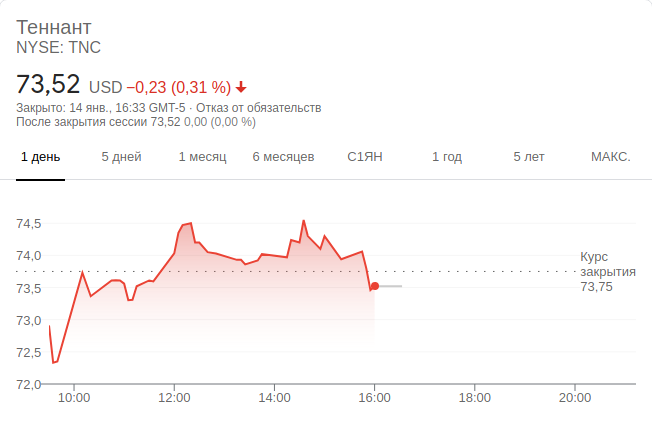 Теннант
NYSE: TNC
73,52 USD −0,23 (0,31 %)
Закрыто: 14 янв., 16:33 GMT-5 · Отказ от обязательств
После закрытия сессии 73,52 0,00 (0,00 %)
1 день 5 дней 1 месяц 6 месяцев С1ЯН 1 год 5 лет МАКС.
74,5
74,0
73,5
73,0
72,5
72,0
Курс
закрытия
73,75
10:00 12:00 14:00 16:00 18:00 20:00